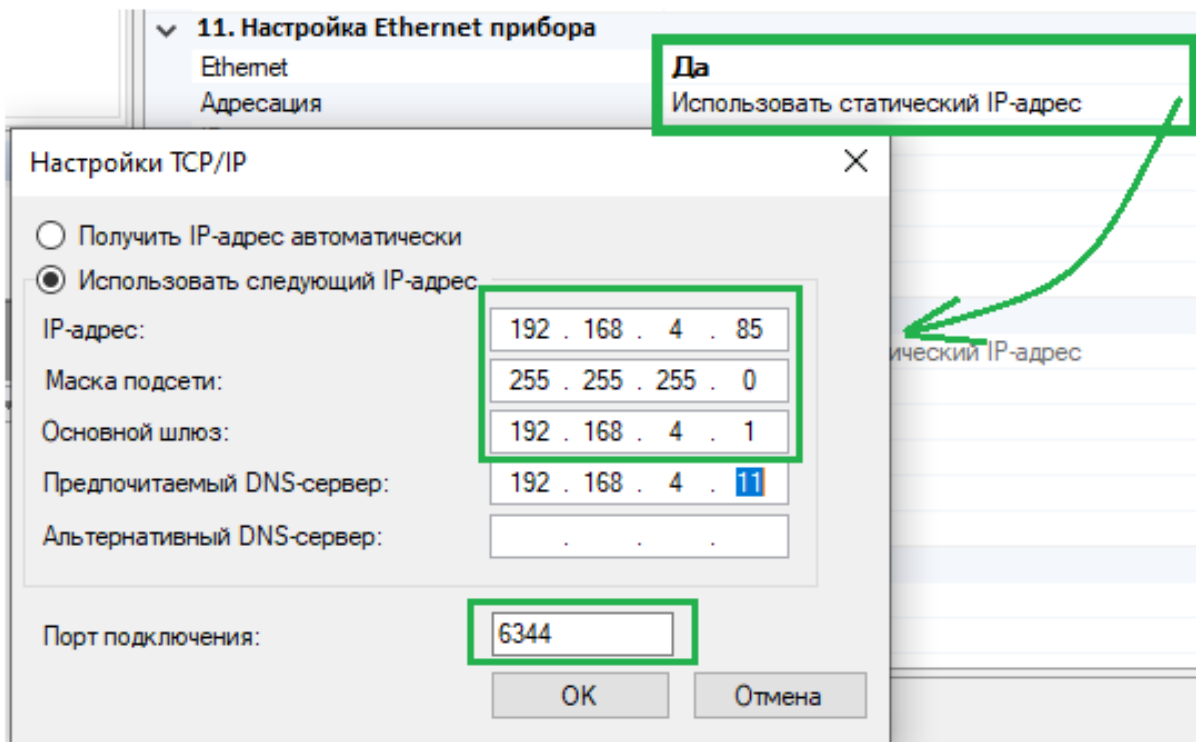 11. Настройка Ethernet прибора
Ethernet Да
Адресация Использовать статический IP-адрес
Настройки TCP/IP
Получить IP-адрес автоматически
Использовать следующий IP-адрес
IP-адрес: 192 . 168 . 4 . 85
IP-адрес
Маска подсети: 255 . 255 . 255 . 0
Основной шлюз: 192 . 168 . 4 . 1
Предпочитаемый DNS-сервер: 192 . 168 . 4 . 11
Альтернативный DNS-сервер: . . .
Порт подключения: 6344
OK Отмена